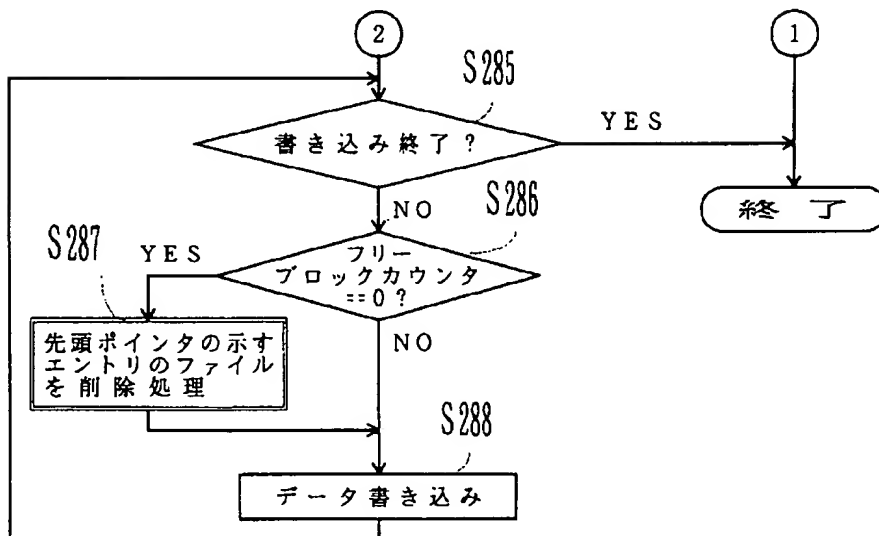 2
1
S285
書き込み終了?
YES
終了
NO
S286
S287
YES
フリー
ブロックカウンタ
==0?
NO
先頭ポインタの示す
エントリのファイル
を削除処理
S288
データ書き込み